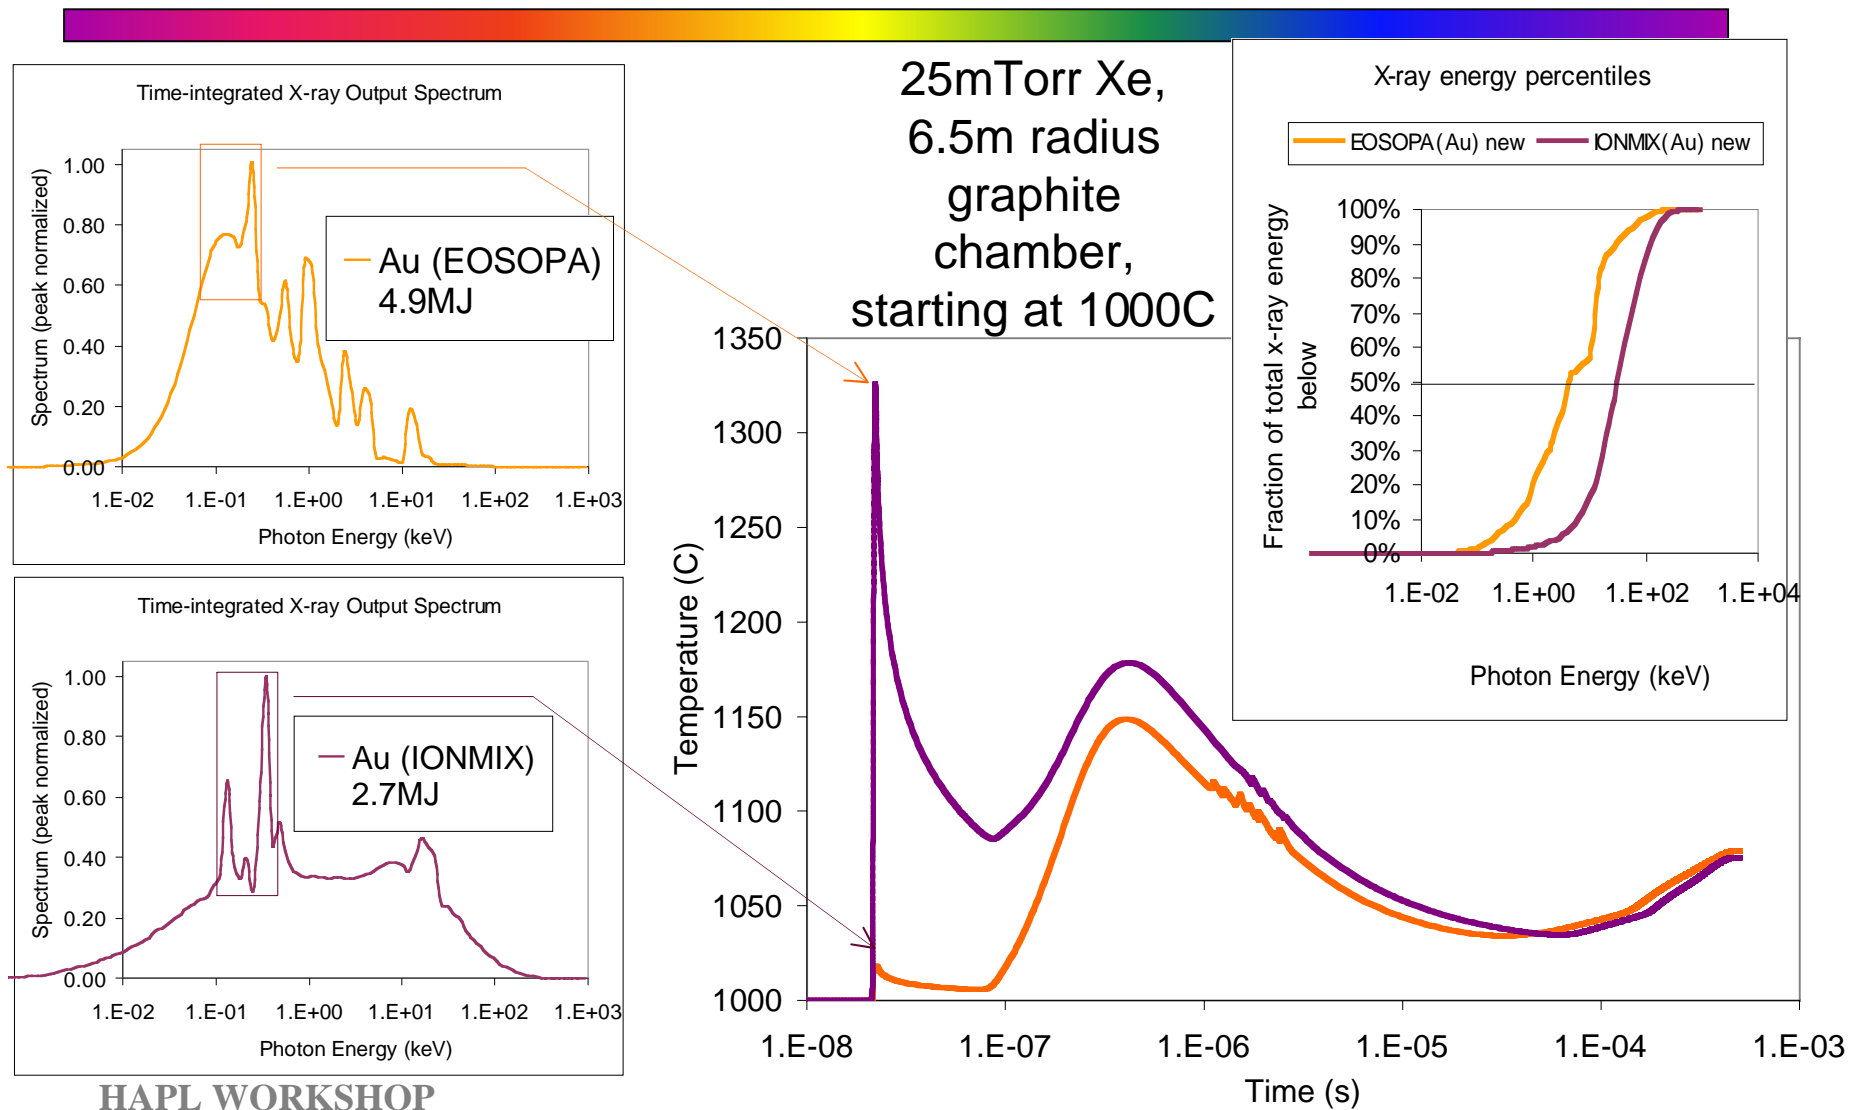 Time-integrated X-ray Output Spectrum
Spectrum (peak normalized)
1.00
0.80
0.60
0.40
0.20
0.00
1.E-02 1.E-01 1.E+00 1.E+01 1.E+02 1.E+03
Photon Energy (keV)
Au (EOSOPA)
4.9MJ
Time-integrated X-ray Output Spectrum
Spectrum (peak normalized)
1.00
0.80
0.60
0.40
0.20
0.00
1.E-02 1.E-01 1.E+00 1.E+01 1.E+02 1.E+03
Photon Energy (keV)
Au (IONMIX)
2.7MJ
25mTorr Xe,
6.5m radius
graphite
chamber,
starting at 1000C
Temperature (C)
1350
1300
1250
1200
1150
1100
1050
1000
1.E-08 1.E-07 1.E-06 1.E-05 1.E-04 1.E-03
Time (s)
X-ray energy percentiles
EOSOPA(Au) new IONMIX(Au) new
Fraction of total x-ray energy
below
100%
90%
80%
70%
60%
50%
40%
30%
20%
10%
0%
1.E-02 1.E+00 1.E+02 1.E+04
Photon Energy (keV)
HAPL WORKSHOP